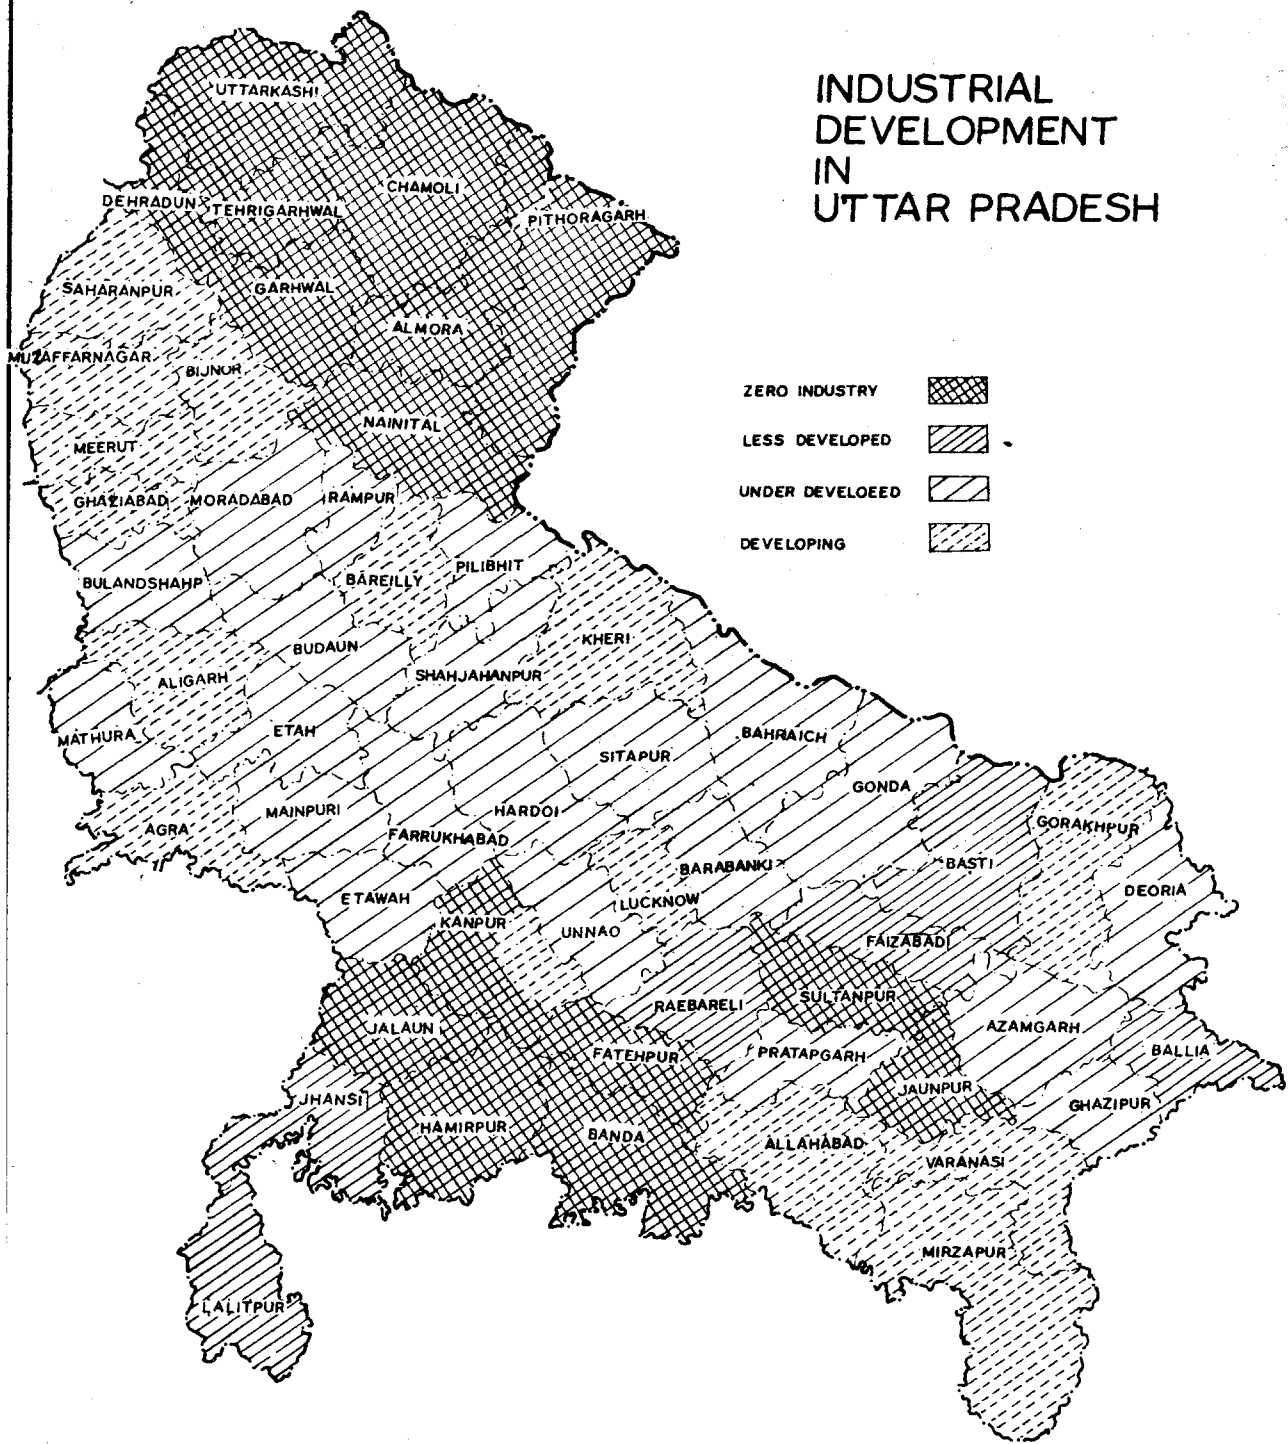 INDUSTRIAL
DEVELOPMENT
IN
UTTAR PRADESH
UTTARKASHI
CHAMOLI
DEHRADUN
TEHRIGARHWAL
PITHORAGARH
SAHARANPUR
GARHWAL
ALMORA
MUZAFFARNAGAR
BIJNOR
NAINITAL
ZERO INDUSTRY
LESS DEVELOPED
UNDER DEVELOEED
DEVELOPING
MEERUT
GHAZIABAD
MORADABAD
RAMPUR
BULANDSHAHP
BAREILLY
PILIBHIT
BUDAUN
KHERI
ALIGARH
SHAHJAHANPUR
MATHURA
ETAH
SITAPUR
BAHRAICH
GONDA
MAINPURI
HARDOI
AGRA
FARRUKHABAD
GORAKHPUR
BARABANKI
BASTI
DEORIA
ETAWAH
LUCKNOW
KANPUR
UNNAO
FAIZABADI
RAEBARELI
SULTANPUR
JALAUN
AZAMGARH
FATEHPUR
PRATAPGARH
BALLIA
JHANSI
JAUNPUR
GHAZIPUR
HAMIRPUR
BANDA
ALLAHABAD
VARANASI
MIRZAPUR
LALITPUR